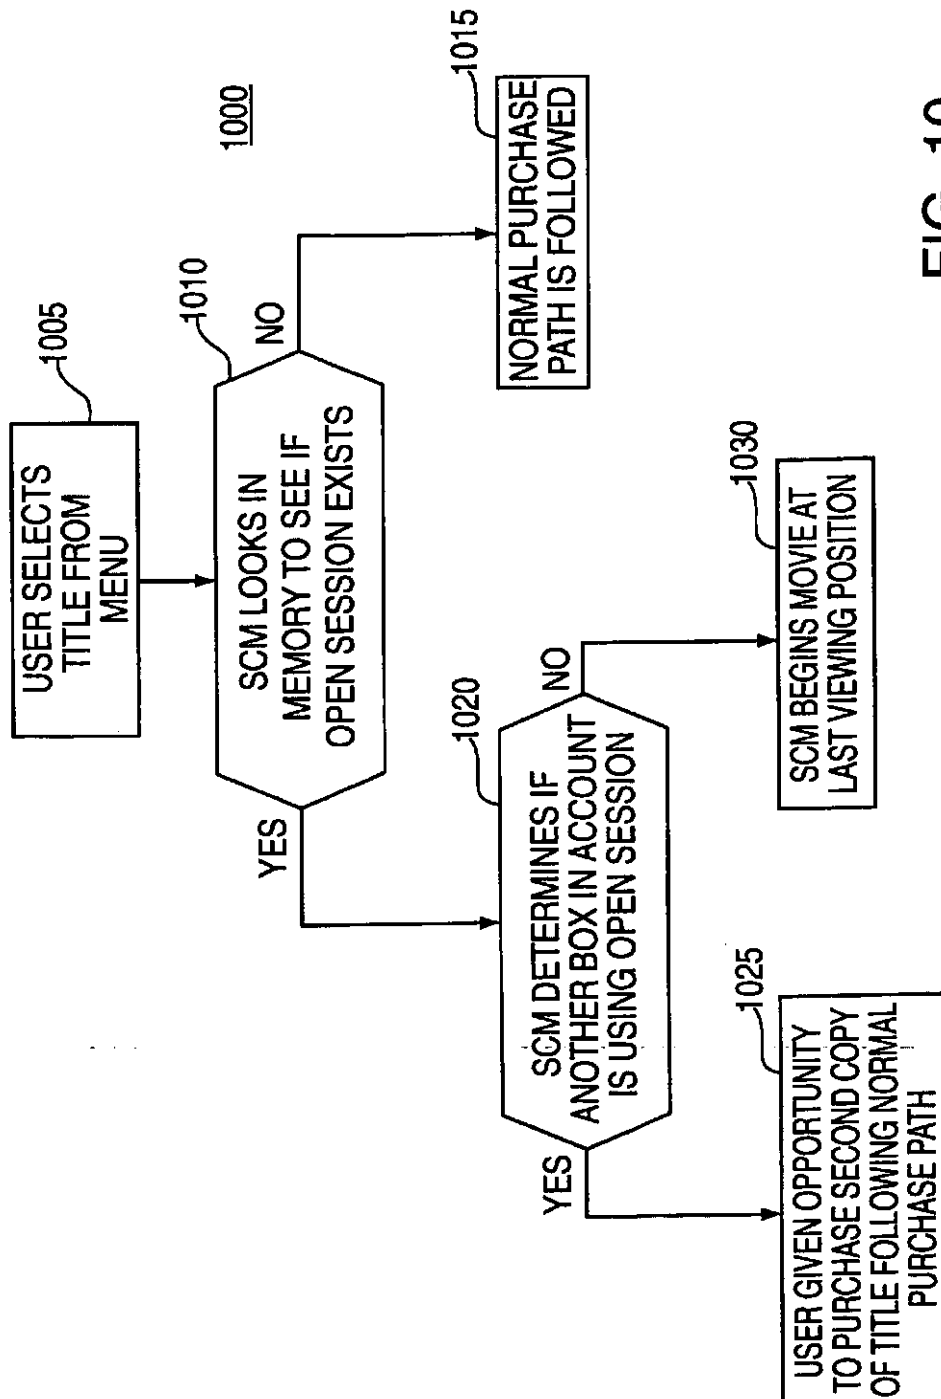 1000
1005
USER SELECTS
TITLE FROM
MENU
1010
SCM LOOKS IN
MEMORY TO SEE IF
OPEN SESSION EXISTS
YES
NO
1015
NORMAL PURCHASE
PATH IS FOLLOWED
1020
SCM DETERMINES IF
ANOTHER BOX IN ACCOUNT
IS USING OPEN SESSION
YES
NO
1025
USER GIVEN OPPORTUNITY
TO PURCHASE SECOND COPY
OF TITLE FOLLOWING NORMAL
PURCHASE PATH
1030
SCM BEGINS MOVIE AT
LAST VIEWING POSITION
FIG. 10